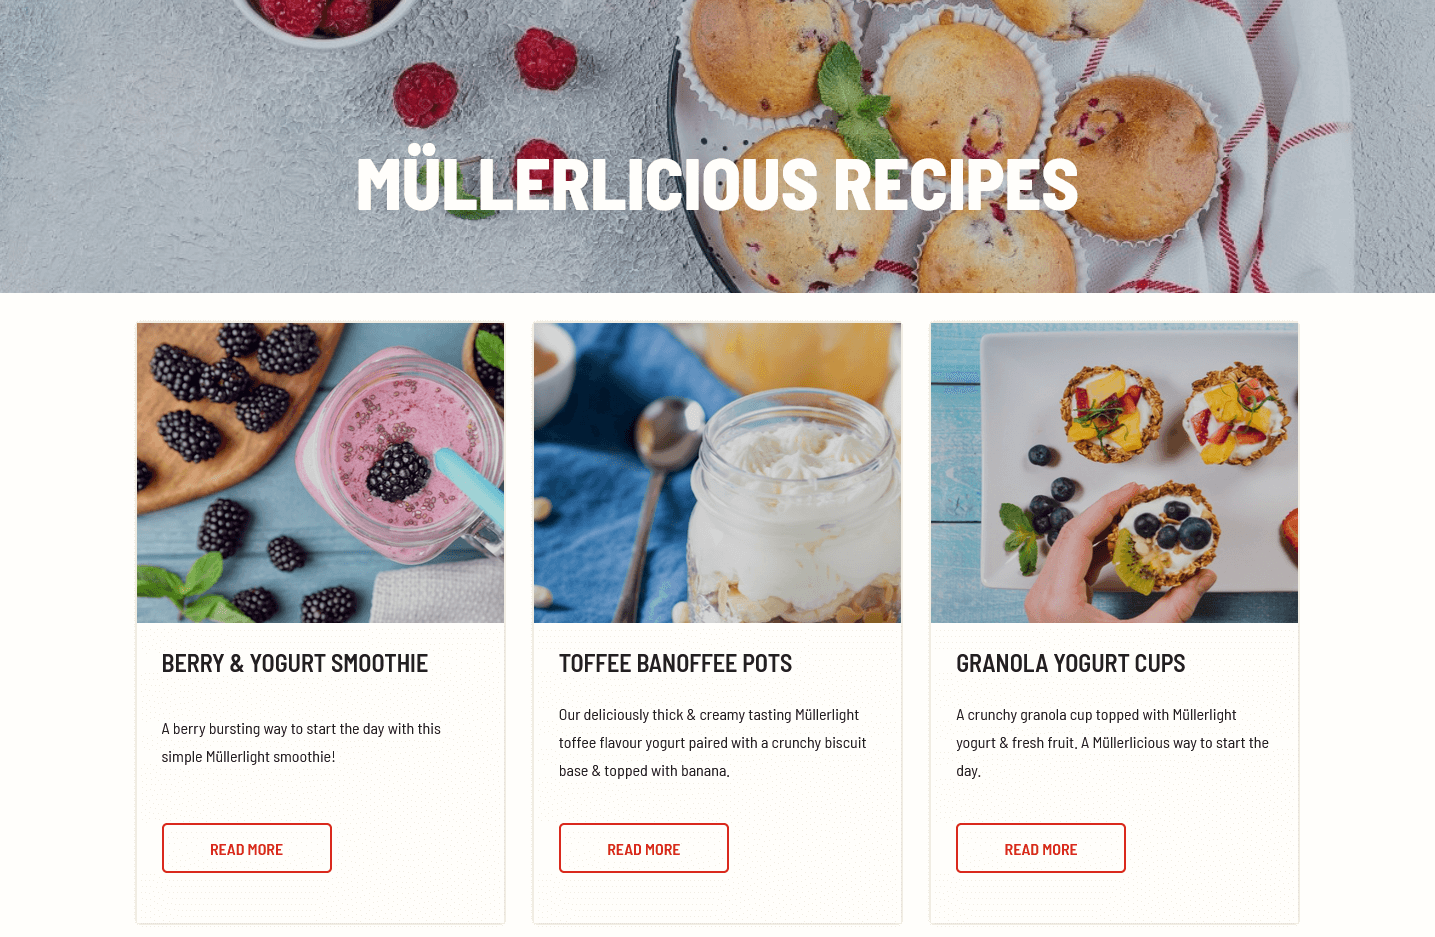 MÜLLERLICIOUS RECIPES
BERRY & YOGURT SMOOTHIE
A berry bursting way to start the day with this
simple Müllerlight smoothie!
READ MORE
TOFFEE BANOFFEE POTS
Our deliciously thick & creamy tasting Müllerlight
toffee flavour yogurt paired with a crunchy biscuit
base & topped with banana.
READ MORE
GRANOLA YOGURT CUPS
A crunchy granola cup topped with Müllerlight
yogurt & fresh fruit. A Müllerlicious way to start the
day.
READ MORE